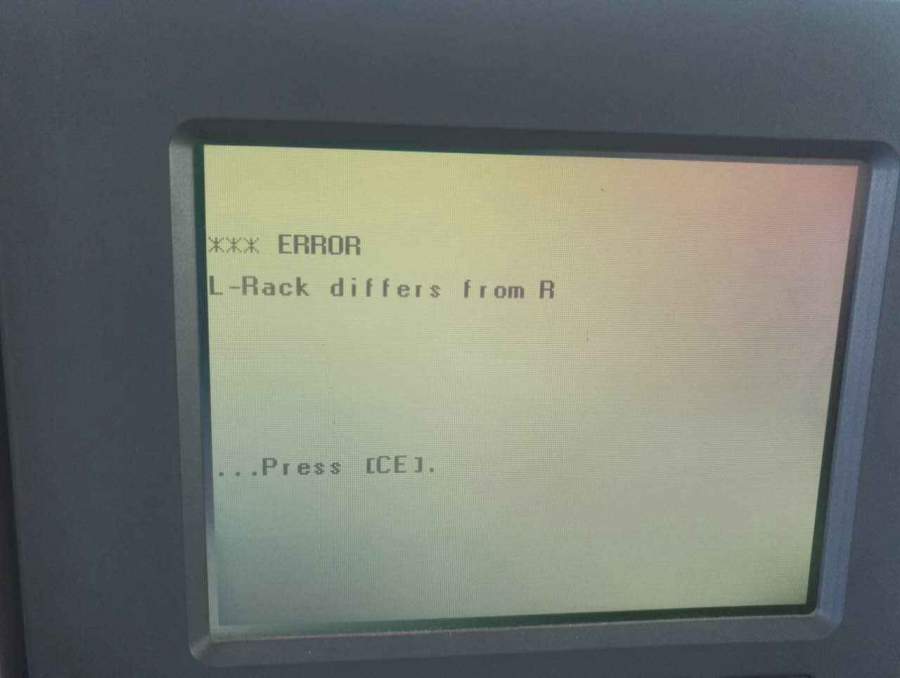 *** ERROR
L-Rack differs from R
...Press [CE].